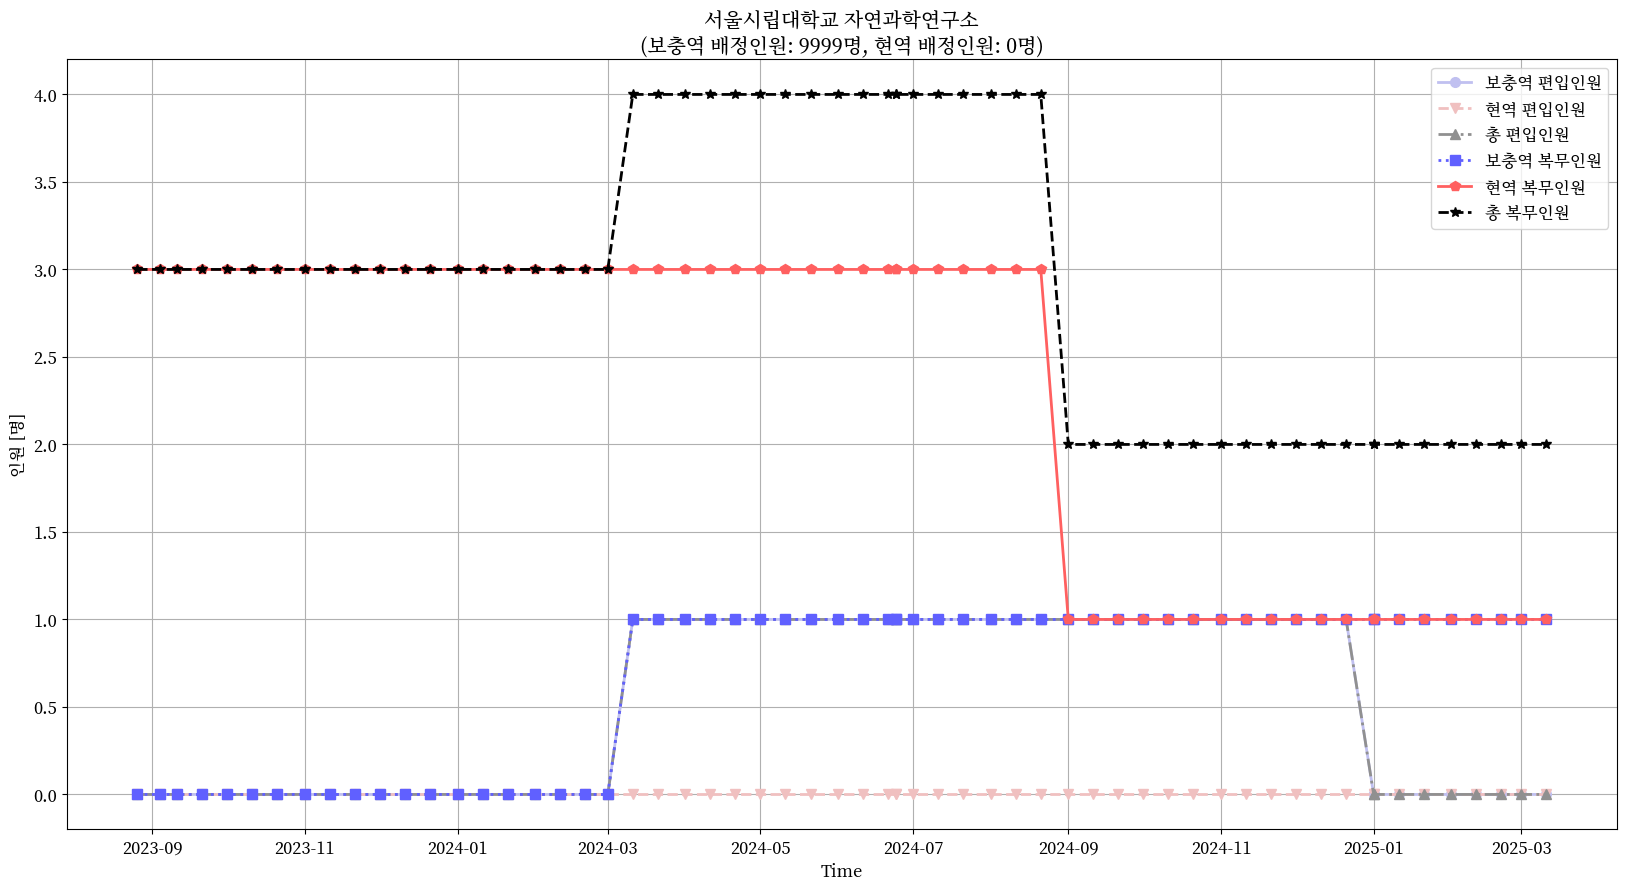 서울시립대학교 자연과학연구소
(보충역 배정인원: 9999명, 현역 배정인원: 0명)
보충역 편입인원
현역 편입인원
총 편입인원
보충역 복무인원
현역 복무인원
총 복무인원
인원 [명]
4.0
3.5
3.0
2.5
2.0
1.5
1.0
0.5
0.0
2023-09 2023-11 2024-01 2024-03 2024-05 2024-07 2024-09 2024-11 2025-01 2025-03
Time